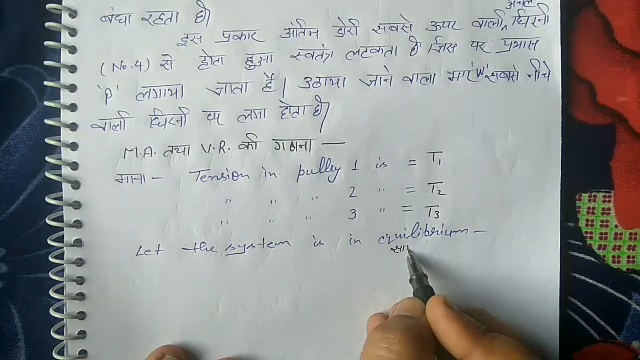 बंधा रहता है।
इस प्रकार अंतिम डोरी सबसे ऊपर वाली अचल घिरनी
(No.4) से होता हुआ स्वतंत्र लटकता है जिस पर प्रयास
'P' लगाया जाता है। उठाया जाने वाला भार 'W' सबसे नीचे
वाली घिरनी पर लगा होता है।
M.A. तथा V.R. की गणना —
माना — Tension in pulley 1 is = T₁
" " " 2 " = T₂
" " " 3 " = T₃
Let the system is in equilibrium —